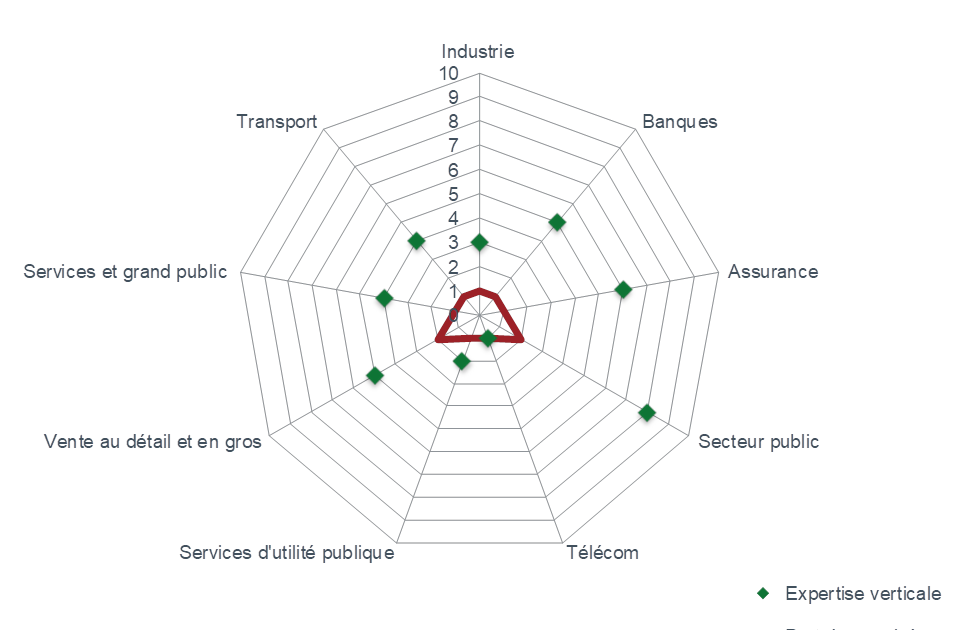 Industrie
10
9
8
7
6
5
4
3
2
1
0
Banques
Assurance
Secteur public
Télécom
Services d'utilité publique
Vente au détail et en gros
Services et grand public
Transport
Expertise verticale